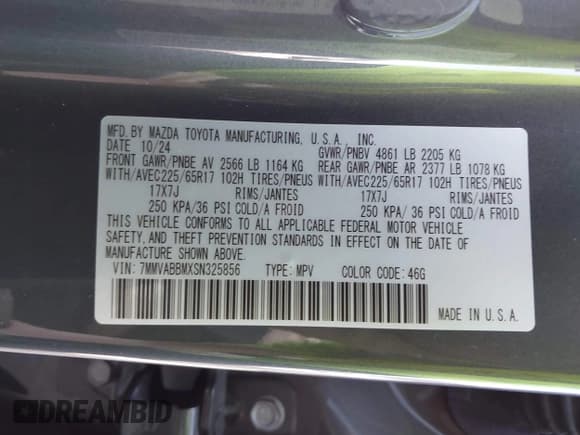 MFD. BY MAZDA TOYOTA MANUFACTURING, U.S.A., INC.
DATE 10/24 GVWR/PNBV 4861 LB 2205 KG
FRONT GAWR/PNBE AV 2566 LB 1164 KG REAR GAWR/PNBE AR 2377 LB 1078 KG
WITH/AVEC225/65R17 102H TIRES/PNEUS WITH/AVEC225/65R17 102H TIRES/PNEUS
17X7J RIMS/JANTES 17X7J RIMS/JANTES
250 KPA/36 PSI COLD/A FROID 250 KPA/36 PSI COLD/A FROID
THIS VEHICLE CONFORMS TO ALL APPLICABLE FEDERAL MOTOR VEHICLE
SAFETY, AND THEFT PREVENTION STANDARDS IN EFFECT ON THE DATE OF
MANUFACTURE SHOWN ABOVE.
VIN: 7MMVABBMXSN325856 TYPE: MPV COLOR CODE: 46G
MADE IN U.S.A.
DREAMBID